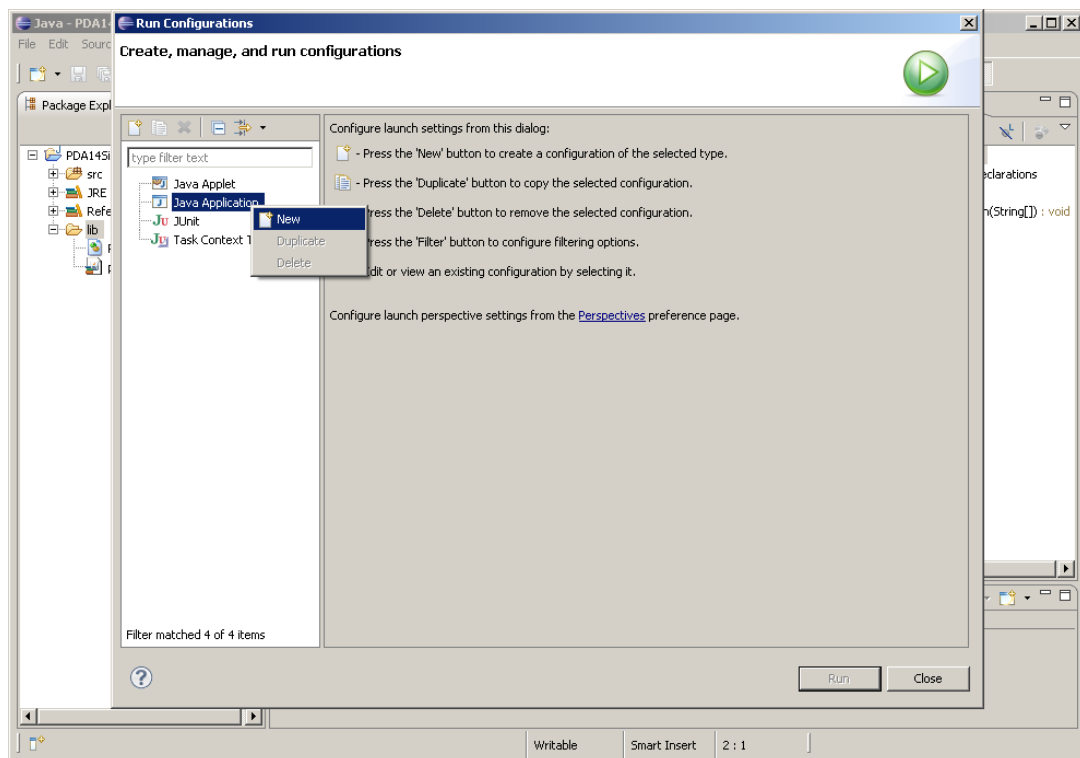 Java - PDA14
Run Configurations
File Edit Sourc
Create, manage, and run configurations
Package Expl
Configure launch settings from this dialog:
type filter text
- Press the 'New' button to create a configuration of the selected type.
PDA14Si
eclarations
src
Java Applet
- Press the 'Duplicate' button to copy the selected configuration.
JRE
Java Application
Refe
New
ress the 'Delete' button to remove the selected configuration.
n(String[]) : void
JUnit
lib
Task Context T
Duplicate
ress the 'Filter' button to configure filtering options.
Delete
dit or view an existing configuration by selecting it.
Configure launch perspective settings from the Perspectives preference page.
Filter matched 4 of 4 items
Run
Close
Writable
Smart Insert
2 : 1